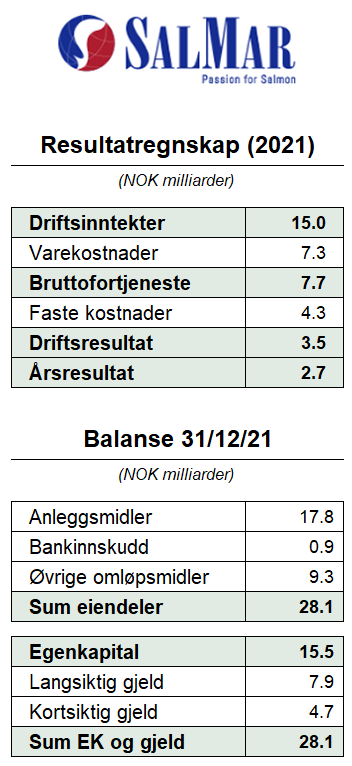 SALMAR
Passion for Salmon
Resultatregnskap (2021)
(NOK milliarder)
Driftsinntekter 15.0
Varekostnader 7.3
Bruttofortjeneste 7.7
Faste kostnader 4.3
Driftsresultat 3.5
Årsresultat 2.7
Balanse 31/12/21
(NOK milliarder)
Anleggsmidler 17.8
Bankinnskudd 0.9
Øvrige omløpsmidler 9.3
Sum eiendeler 28.1
Egenkapital 15.5
Langsiktig gjeld 7.9
Kortsiktig gjeld 4.7
Sum EK og gjeld 28.1